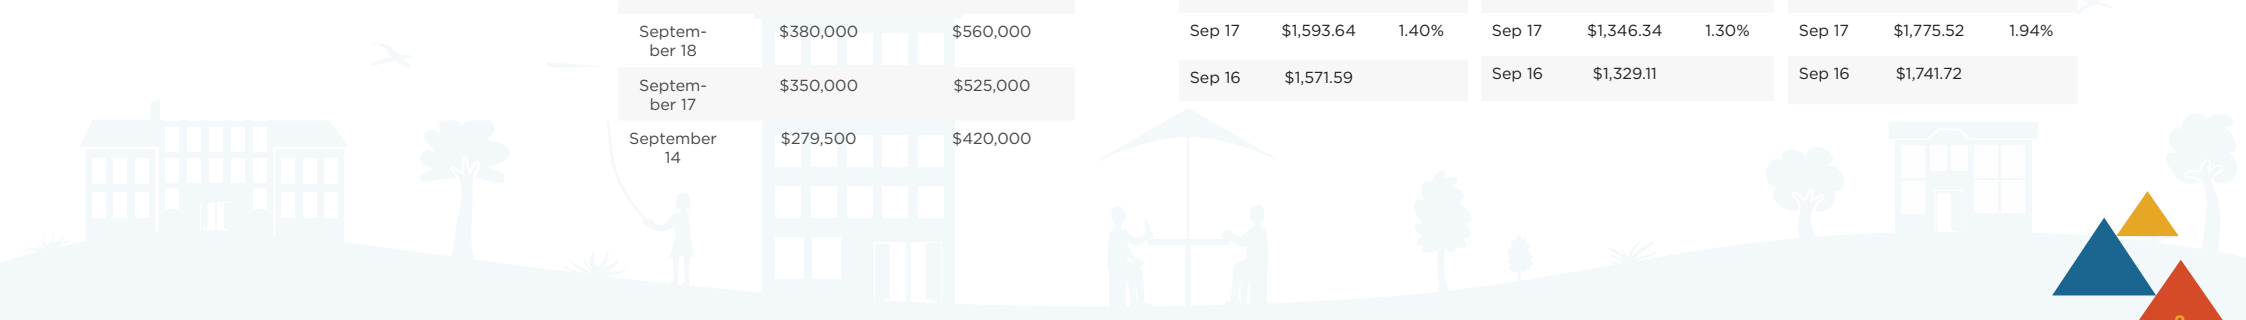 Septem-
ber 18 $380,000 $560,000
Septem-
ber 17 $350,000 $525,000
September
14 $279,500 $420,000
Sep 17 $1,593.64 1.40%
Sep 16 $1,571.59
Sep 17 $1,346.34 1.30%
Sep 16 $1,329.11
Sep 17 $1,775.52 1.94%
Sep 16 $1,741.72